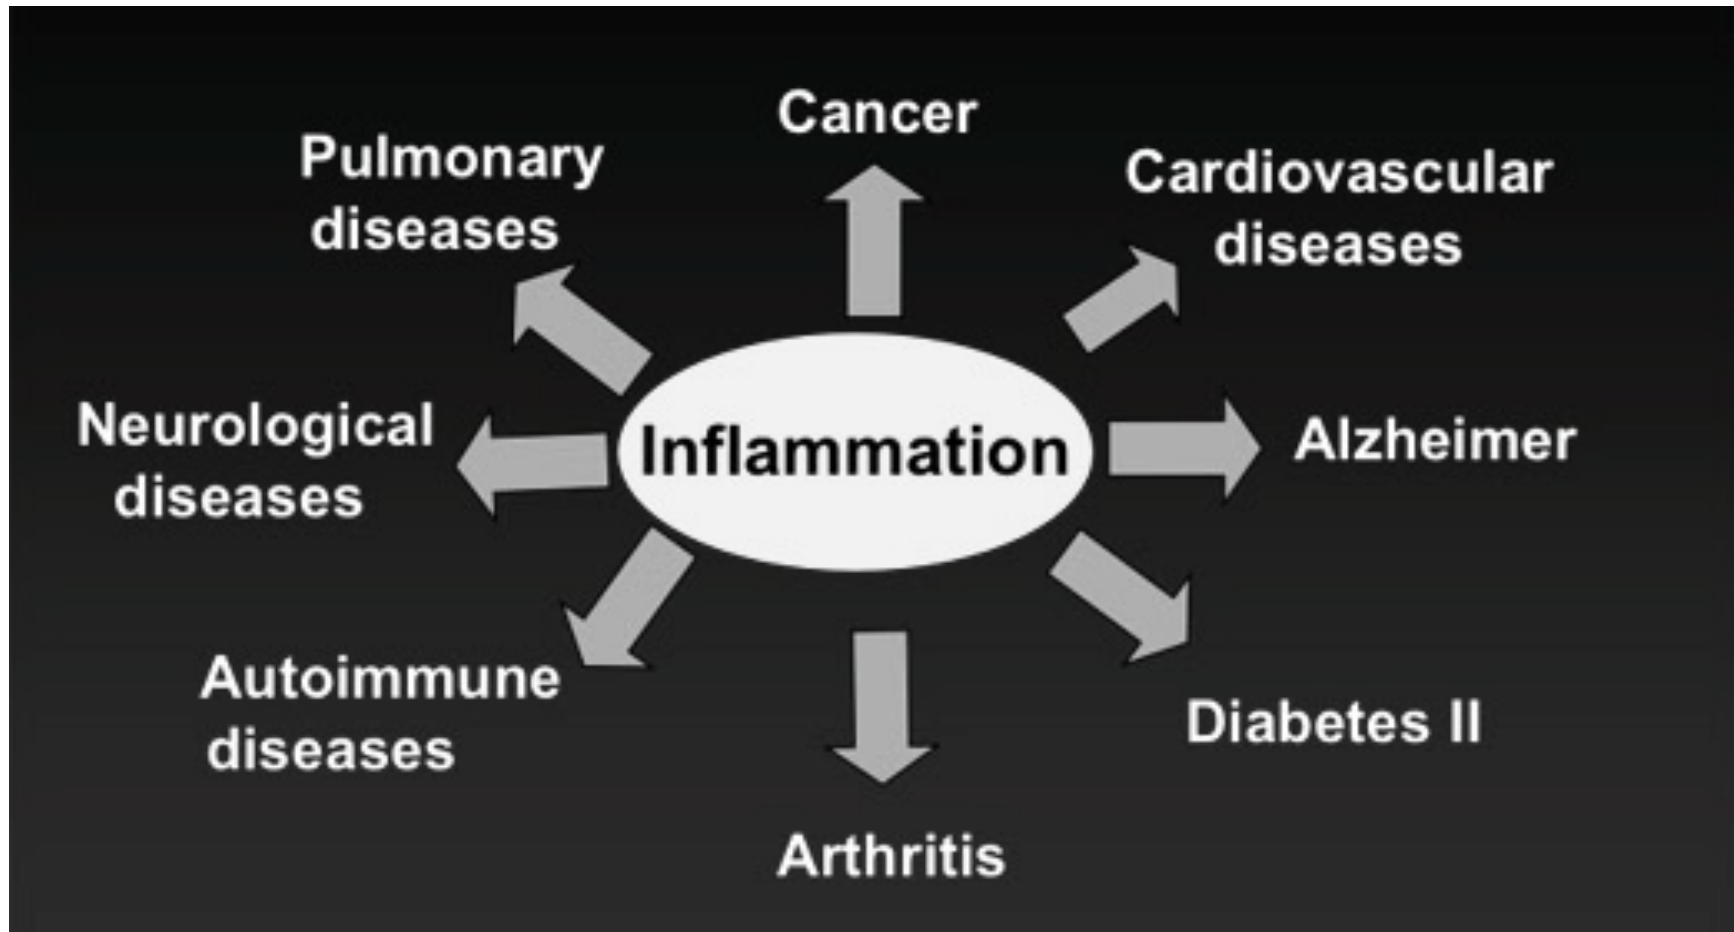 Cancer
Pulmonary
diseases
Cardiovascular
diseases
Neurological
diseases
Inflammation
Alzheimer
Autoimmune
diseases
Diabetes II
Arthritis